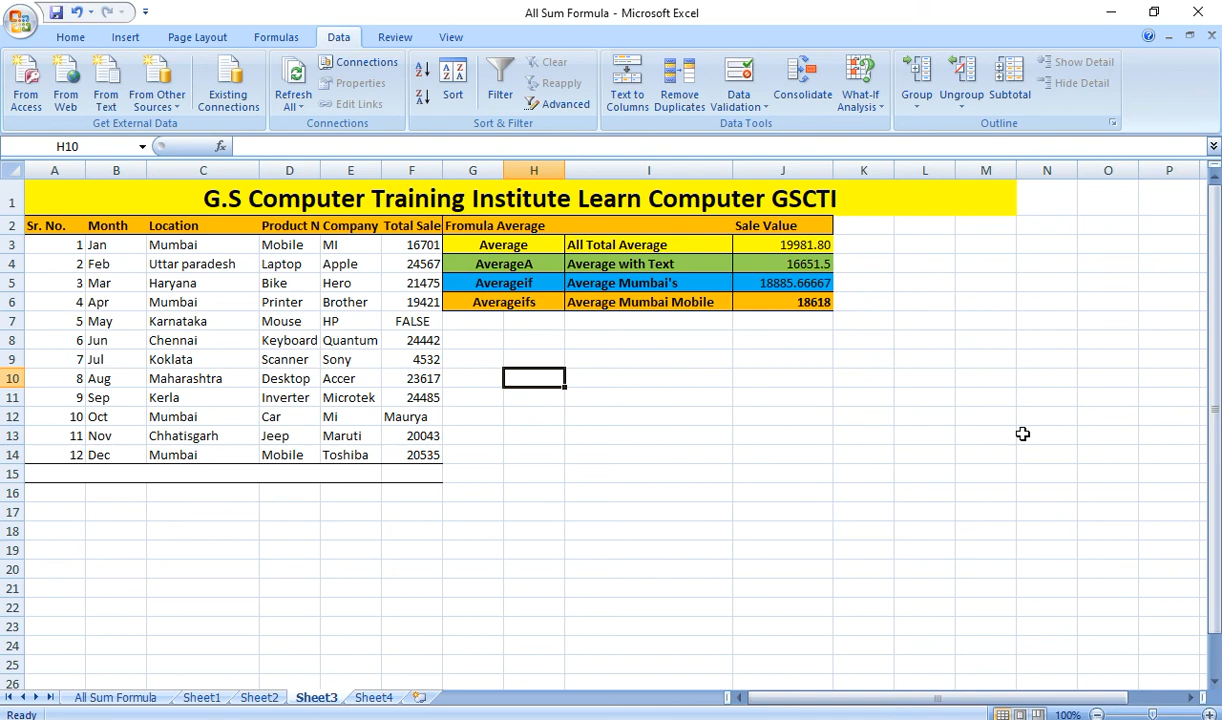 All Sum Formula - Microsoft Excel
Home Insert Page Layout Formulas Data Review View
From Access
From Web
From Text
From Other Sources
Existing Connections
Get External Data
Refresh All
Connections
Properties
Edit Links
Connections
Sort
Filter
Clear
Reapply
Advanced
Sort & Filter
Text to Columns
Remove Duplicates
Data Validation
Consolidate
What-If Analysis
Data Tools
Group
Ungroup
Subtotal
Show Detail
Hide Detail
Outline
H10 fx
A B C D E F G H I J K L M N O P
1 G.S Computer Training Institute Learn Computer GSCTI
2 Sr. No. Month Location Product N Company Total Sale Fromula Average Sale Value
3 1 Jan Mumbai Mobile MI 16701 Average All Total Average 19981.80
4 2 Feb Uttar paradesh Laptop Apple 24567 AverageA Average with Text 16651.5
5 3 Mar Haryana Bike Hero 21475 Averageif Average Mumbai's 18885.66667
6 4 Apr Mumbai Printer Brother 19421 Averageifs Average Mumbai Mobile 18618
7 5 May Karnataka Mouse HP FALSE
8 6 Jun Chennai Keyboard Quantum 24442
9 7 Jul Koklata Scanner Sony 4532
10 8 Aug Maharashtra Desktop Accer 23617
11 9 Sep Kerla Inverter Microtek 24485
12 10 Oct Mumbai Car Mi Maurya
13 11 Nov Chhatisgarh Jeep Maruti 20043
14 12 Dec Mumbai Mobile Toshiba 20535
15
16
17
18
19
20
21
22
23
24
25
26
All Sum Formula Sheet1 Sheet2 Sheet3 Sheet4
Ready 100%